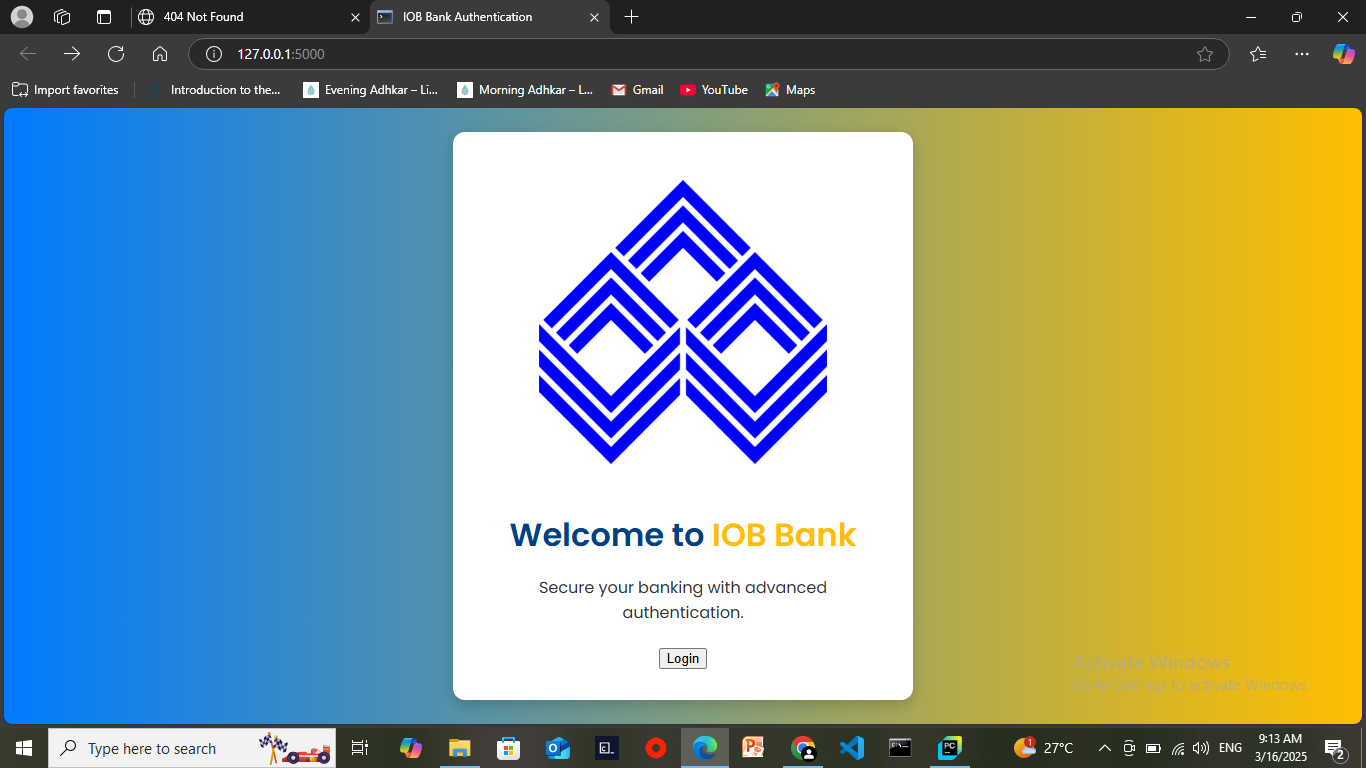 404 Not Found
IOB Bank Authentication
127.0.0.1:5000
Import favorites
Introduction to the...
Evening Adhkar – Li...
Morning Adhkar – L...
Gmail
YouTube
Maps
Welcome to IOB Bank
Secure your banking with advanced
authentication.
Login
Activate Windows
Go to Settings to activate Windows.
Type here to search
PC
27°C
ENG
9:13 AM
3/16/2025
2